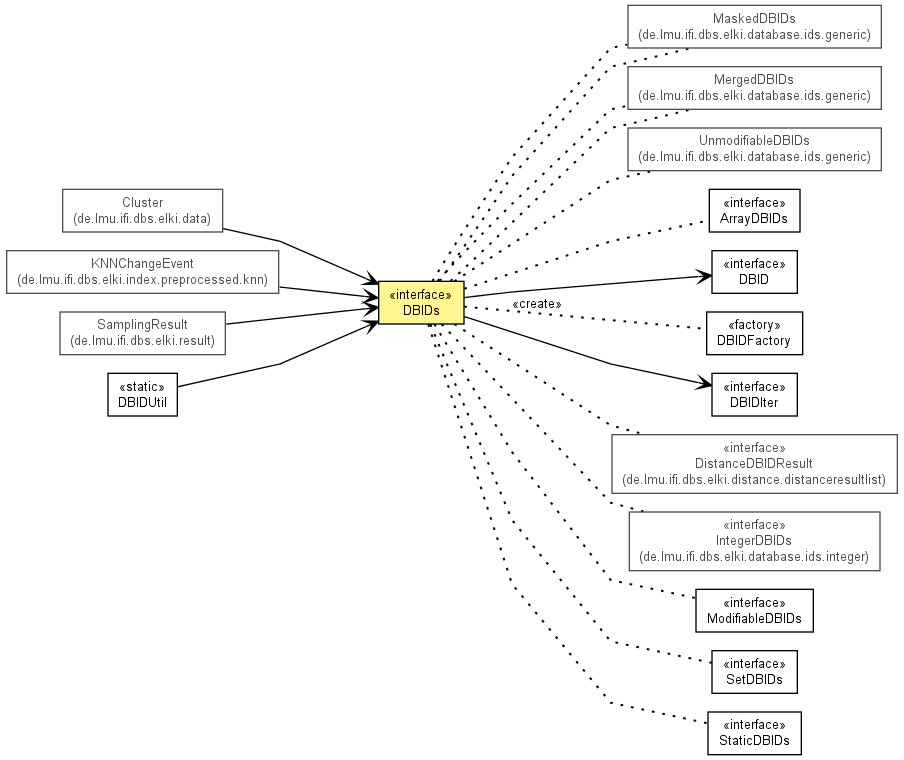 MaskedDBIDs
(de.lmu.ifi.dbs.elki.database.ids.generic)
MergedDBIDs
(de.lmu.ifi.dbs.elki.database.ids.generic)
UnmodifiableDBIDs
(de.lmu.ifi.dbs.elki.database.ids.generic)
Cluster
(de.lmu.ifi.dbs.elki.data)
«interface»
ArrayDBIDs
KNNChangeEvent
(de.lmu.ifi.dbs.elki.index.preprocessed.knn)
«interface»
DBID
«interface»
DBIDs
«create»
SamplingResult
(de.lmu.ifi.dbs.elki.result)
«factory»
DBIDFactory
«static»
DBIDUtil
«interface»
DBIDIter
«interface»
DistanceDBIDResult
(de.lmu.ifi.dbs.elki.distance.distanceresultlist)
«interface»
IntegerDBIDs
(de.lmu.ifi.dbs.elki.database.ids.integer)
«interface»
ModifiableDBIDs
«interface»
SetDBIDs
«interface»
StaticDBIDs